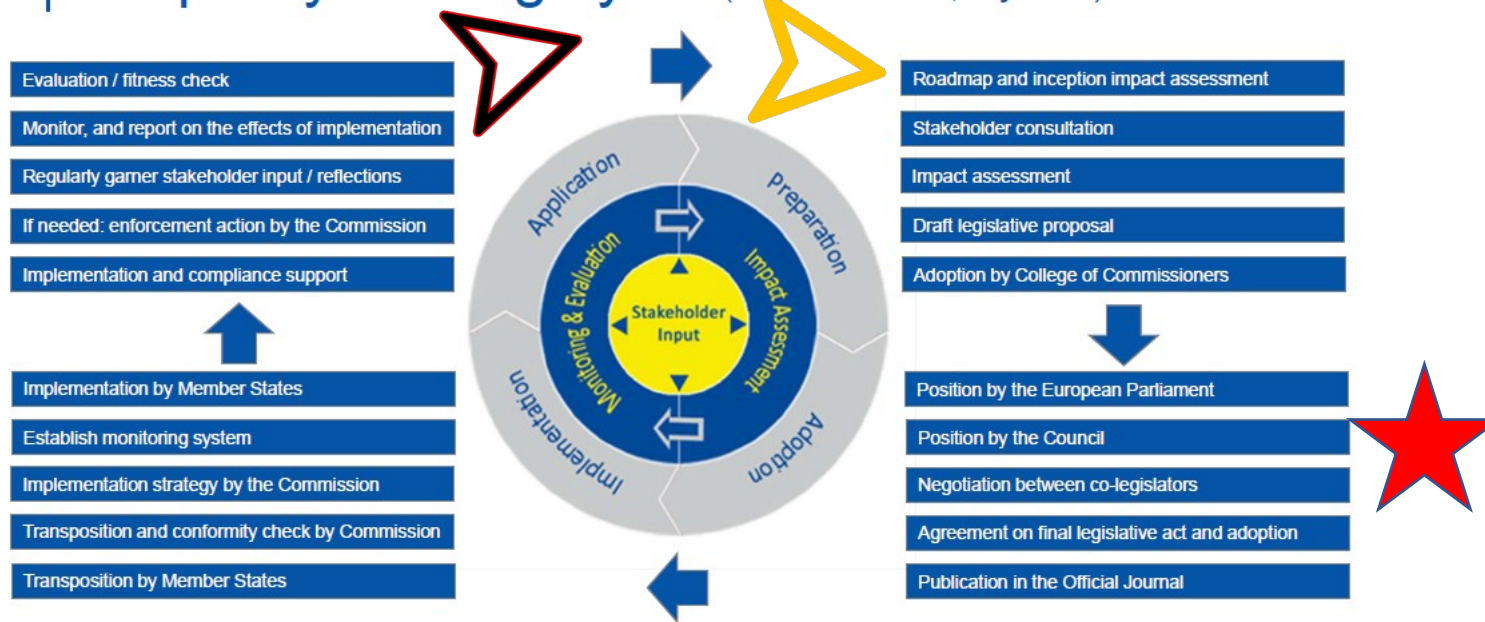 Evaluation / fitness check
Monitor, and report on the effects of implementation
Regularly garner stakeholder input / reflections
If needed: enforcement action by the Commission
Implementation and compliance support
Implementation by Member States
Establish monitoring system
Implementation strategy by the Commission
Transposition and conformity check by Commission
Transposition by Member States
Application
Preparation
Adoption
Implementation
Monitoring & Evaluation
Impact Assessment
Stakeholder
Input
Roadmap and inception impact assessment
Stakeholder consultation
Impact assessment
Draft legislative proposal
Adoption by College of Commissioners
Position by the European Parliament
Position by the Council
Negotiation between co-legislators
Agreement on final legislative act and adoption
Publication in the Official Journal